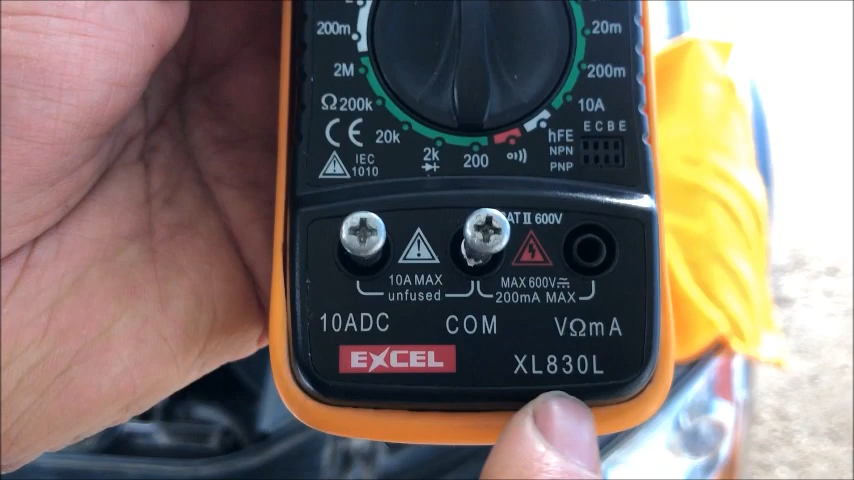 200m
20m
2M
200m
Ω 200k
10A
CE
20k
2k
200
hFE
E C B E
IEC
1010
NPN
PNP
CAT II 600V
10A MAX
unfused
MAX 600V
200mA MAX
10ADC
COM
VΩmA
EXCEL
XL830L